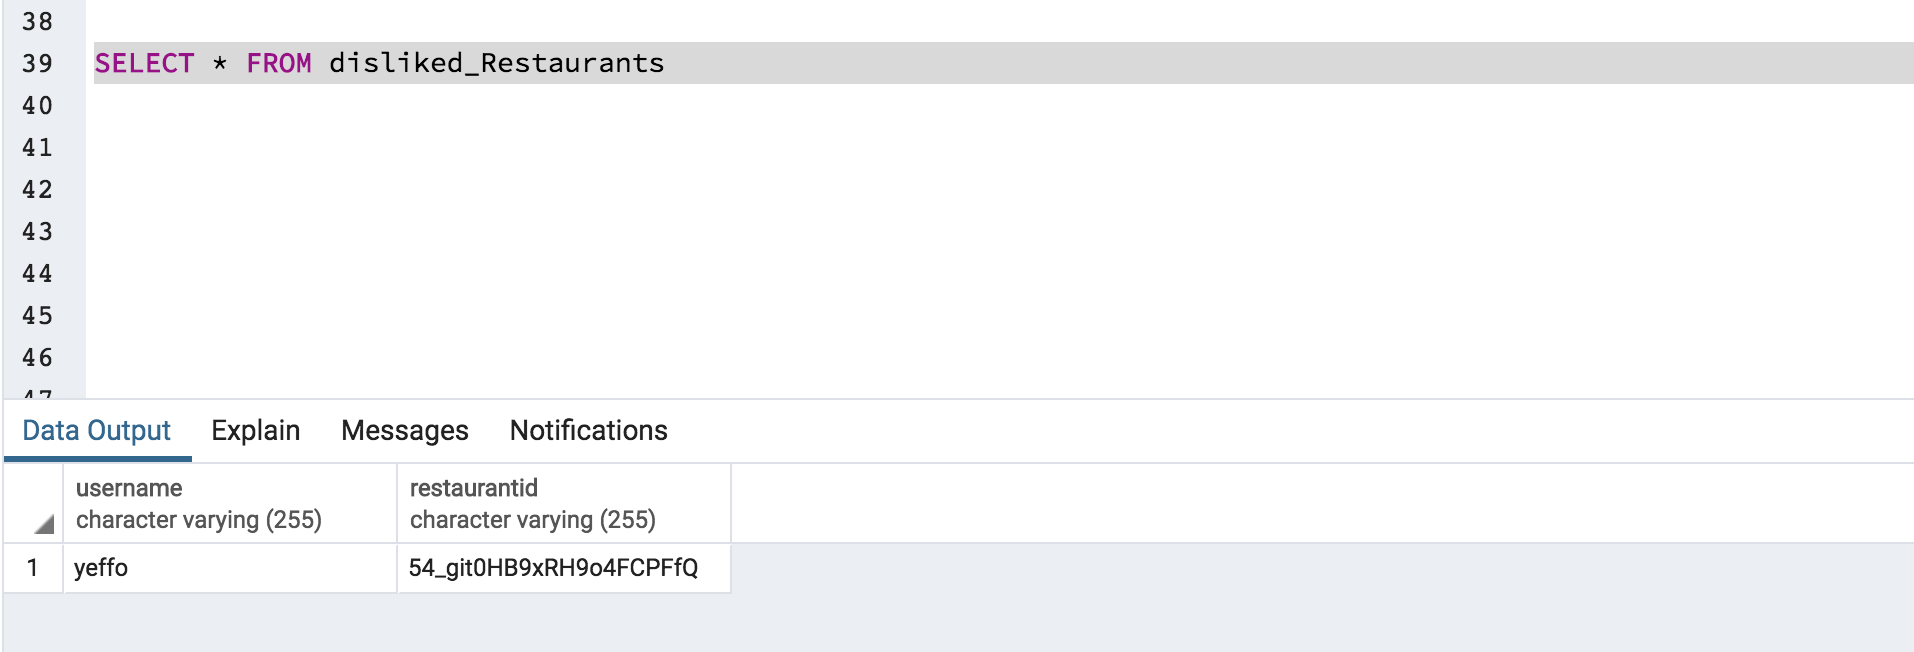 38
39 SELECT * FROM disliked_Restaurants
40
41
42
43
44
45
46
47
Data Output Explain Messages Notifications
username restaurantid
character varying (255) character varying (255)
1 yeffo 54_git0HB9xRH9o4FCPFfQ